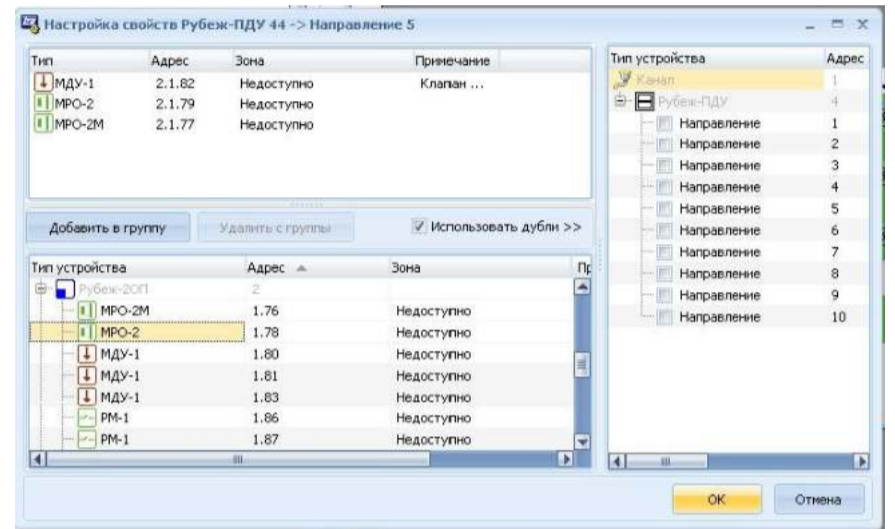 Настройка свойств Рубеж-ПДУ 44 -> Направление 5
Тип Адрес Зона Примечание
МДУ-1 2.1.82 Недоступно Клапан ...
МРО-2 2.1.79 Недоступно
МРО-2М 2.1.77 Недоступно
Добавить в группу Удалить с группы Использовать дубли >>
Тип устройства Адрес Зона Пр
Рубеж-2ОП 2
МРО-2М 1.76 Недоступно
МРО-2 1.78 Недоступно
МДУ-1 1.80 Недоступно
МДУ-1 1.81 Недоступно
МДУ-1 1.83 Недоступно
РМ-1 1.86 Недоступно
РМ-1 1.87 Недоступно
Тип устройства Адрес
Канал 1
Рубеж-ПДУ 4
Направление 1
Направление 2
Направление 3
Направление 4
Направление 5
Направление 6
Направление 7
Направление 8
Направление 9
Направление 10
ОК Отмена